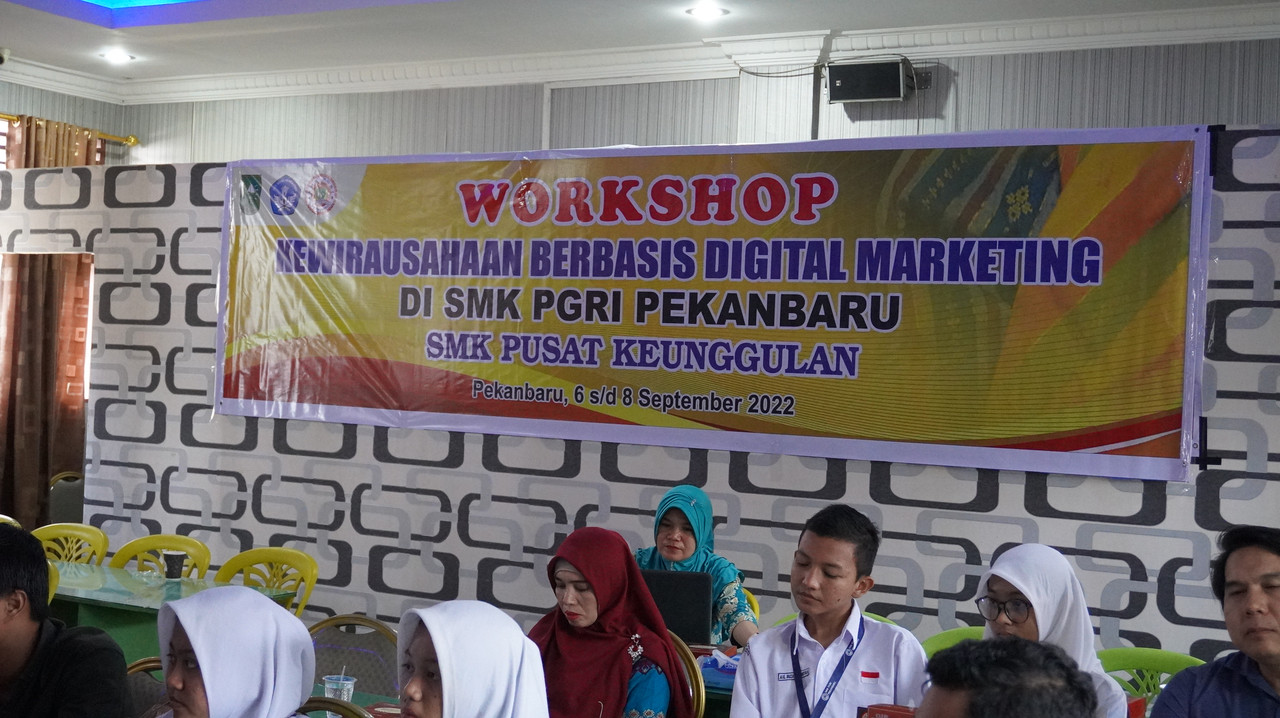 WORKSHOP
KEWIRAUSAHAAN BERBASIS DIGITAL MARKETING
DI SMK PGRI PEKANBARU
SMK PUSAT KEUNGGULAN
Pekanbaru, 6 s/d 8 September 2022